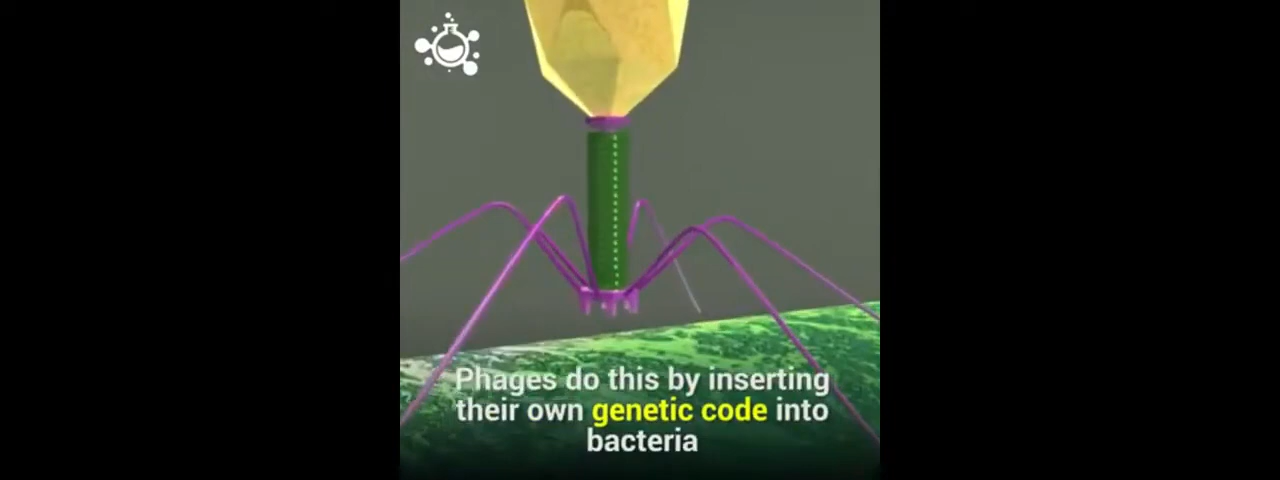 Phages do this by inserting
their own genetic code into
bacteria